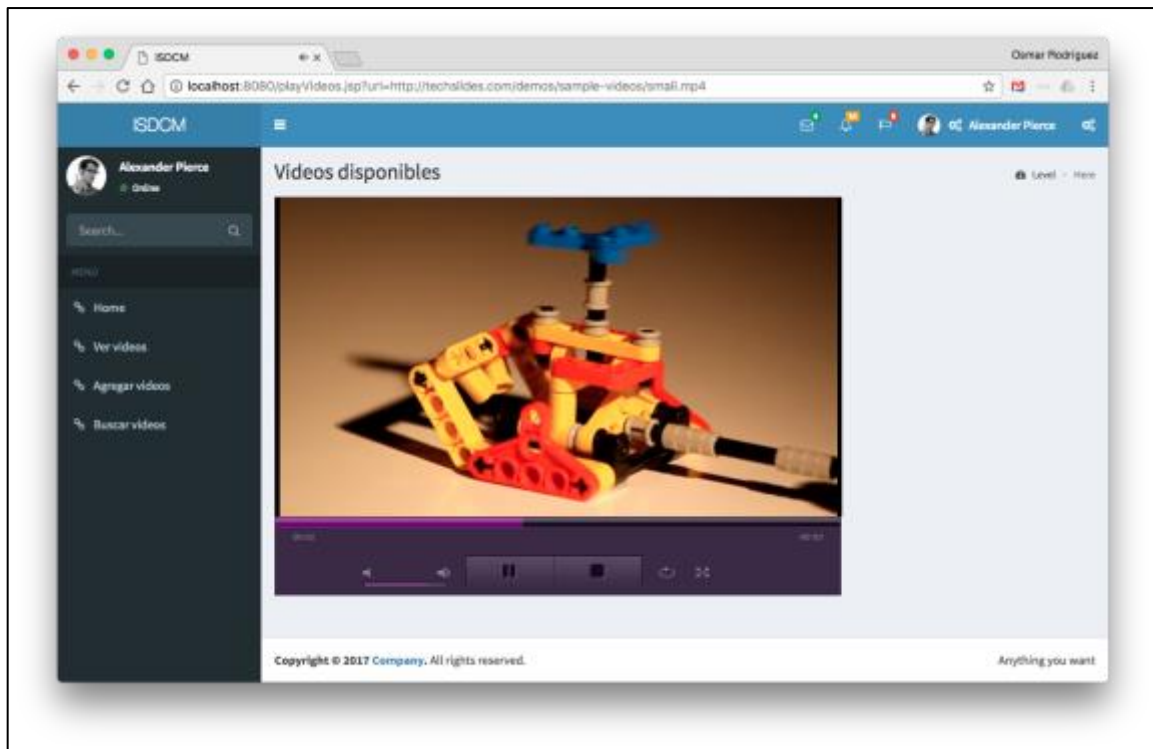 ISDCM
Osmar Rodriguez
localhost:8080/playVideos.jsp?url=http://techslides.com/demos/sample-videos/small.mp4
ISDCM
Alexander Pierce
Alexander Pierce
Online
Videos disponibles
Level > Here
Search...
MENU
Home
Ver videos
Agregar videos
Buscar videos
Copyright © 2017 Company. All rights reserved.
Anything you want